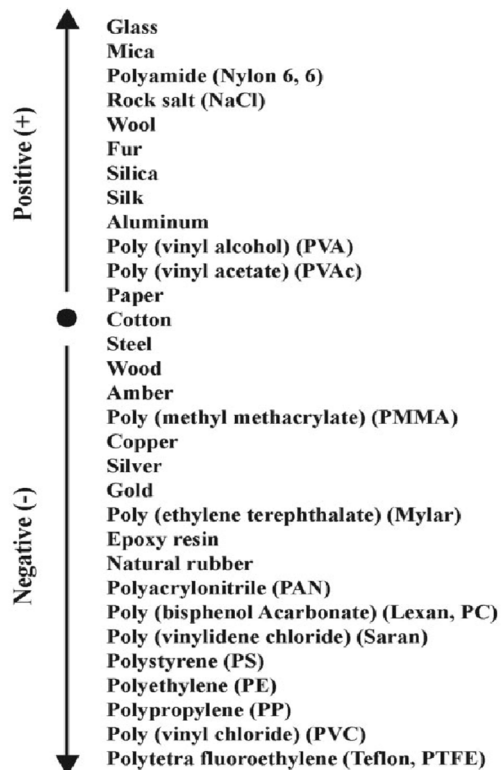 Positive (+)
Negative (-)
Glass
Mica
Polyamide (Nylon 6, 6)
Rock salt (NaCl)
Wool
Fur
Silica
Silk
Aluminum
Poly (vinyl alcohol) (PVA)
Poly (vinyl acetate) (PVAc)
Paper
Cotton
Steel
Wood
Amber
Poly (methyl methacrylate) (PMMA)
Copper
Silver
Gold
Poly (ethylene terephthalate) (Mylar)
Epoxy resin
Natural rubber
Polyacrylonitrile (PAN)
Poly (bisphenol Acarbonate) (Lexan, PC)
Poly (vinylidene chloride) (Saran)
Polystyrene (PS)
Polyethylene (PE)
Polypropylene (PP)
Poly (vinyl chloride) (PVC)
Polytetra fluoroethylene (Teflon, PTFE)